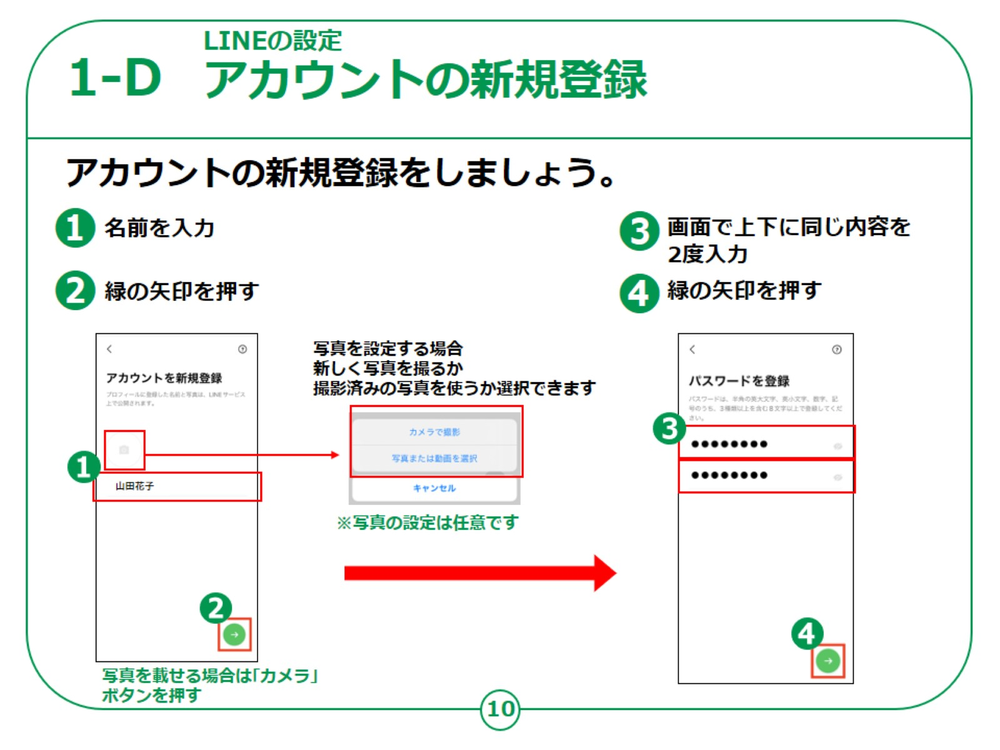 LINEの設定
1-D アカウントの新規登録
アカウントの新規登録をしましょう。
1 名前を入力
2 緑の矢印を押す
3 画面で上下に同じ内容を
2度入力
4 緑の矢印を押す
アカウントを新規登録
プロフィールに登録した名前と写真は、LINEサービス
上で公開されます。
1
山田花子
2
写真を載せる場合は「カメラ」
ボタンを押す
写真を設定する場合
新しく写真を撮るか
撮影済みの写真を使うか選択できます
カメラで撮影
写真または動画を選択
キャンセル
※写真の設定は任意です
パスワードを登録
パスワードは、半角の英大文字、英小文字、数字、記
号のうち、3種類以上を含む8文字以上で登録してくだ
さい。
3
●●●●●●●●
●●●●●●●●
4
10